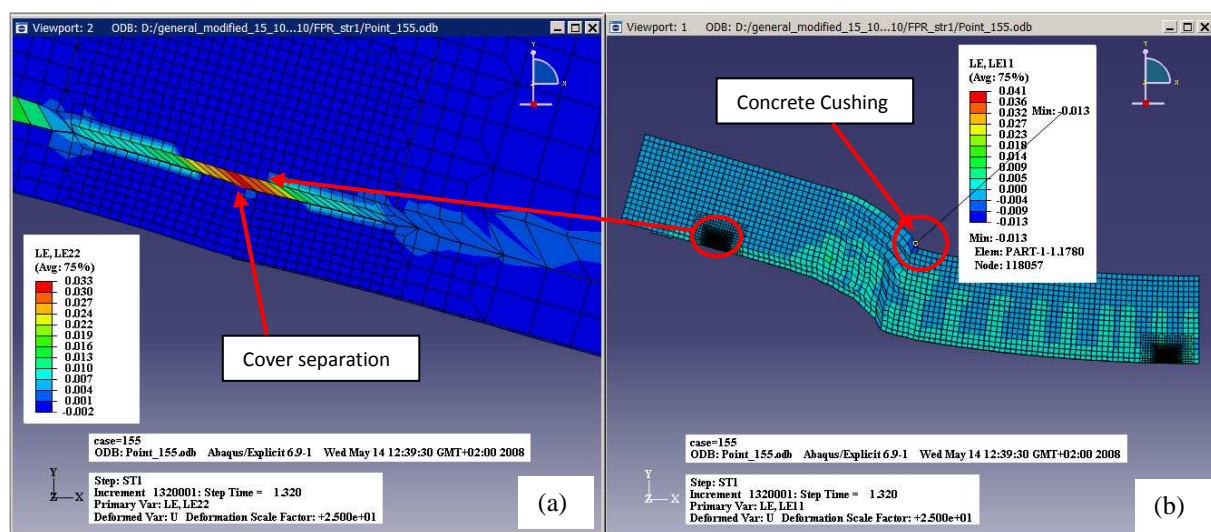 Viewport: 2 ODB: D:/general_modified_15_10...10/FPR_str1/Point_155.odb
Y
X
LE, LE22
(Avg: 75%)
0.033
0.030
0.027
0.024
0.022
0.019
0.016
0.013
0.010
0.007
0.004
0.001
-0.002
Cover separation
case=155
ODB: Point_155.odb Abaqus/Explicit 6.9-1 Wed May 14 12:39:30 GMT+02:00 2008
Y
Z X
Step: ST1
Increment 1320001: Step Time = 1.320
Primary Var: LE, LE22
Deformed Var: U Deformation Scale Factor: +2.500e+01
(a)
Viewport: 1 ODB: D:/general_modified_15_10...10/FPR_str1/Point_155.odb
Y
X
Concrete Cushing
LE, LE11
(Avg: 75%)
0.041
0.036
0.032
0.027
0.023
0.018
0.014
0.009
0.005
0.000
-0.004
-0.009
-0.013
Min: -0.013
Min: -0.013
Elem: PART-1-1.1780
Node: 118057
case=155
ODB: Point_155.odb Abaqus/Explicit 6.9-1 Wed May 14 12:39:30 GMT+02:00 2008
Y
Z X
Step: ST1
Increment 1320001: Step Time = 1.320
Primary Var: LE, LE11
Deformed Var: U Deformation Scale Factor: +2.500e+01
(b)